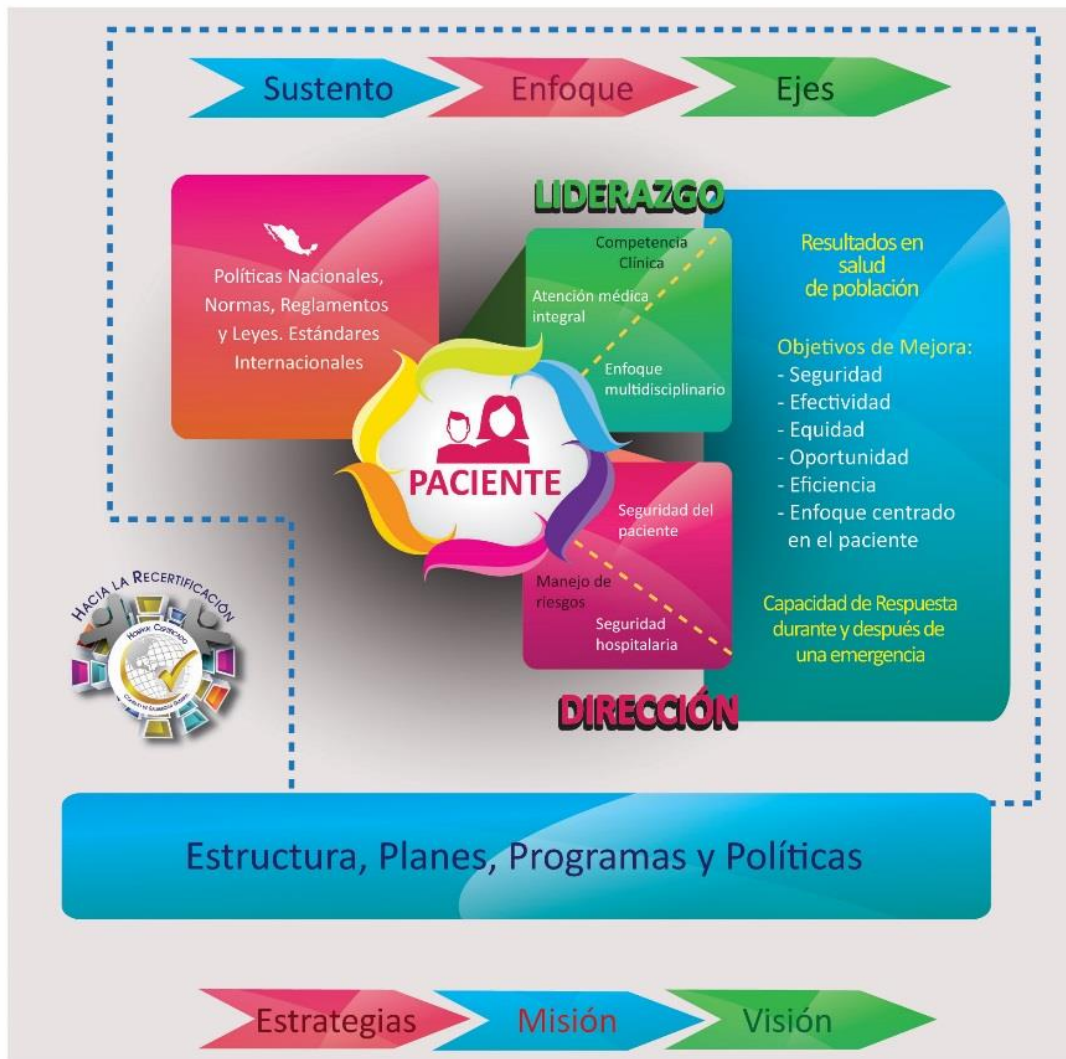 Sustento
Enfoque
Ejes
Políticas Nacionales,
Normas, Reglamentos
y Leyes. Estándares
Internacionales
LIDERAZGO
Competencia
Clínica
Atención médica
integral
Enfoque
multidisciplinario
PACIENTE
Seguridad del
paciente
Manejo de
riesgos
Seguridad
hospitalaria
DIRECCIÓN
Resultados en
salud
de población
Objetivos de Mejora:
- Seguridad
- Efectividad
- Equidad
- Oportunidad
- Eficiencia
- Enfoque centrado
en el paciente
Capacidad de Respuesta
durante y después de
una emergencia
HACIA LA RECERTIFICACIÓN
HOSPITAL CERTIFICADO
Estructura, Planes, Programas y Políticas
Estrategias
Misión
Visión